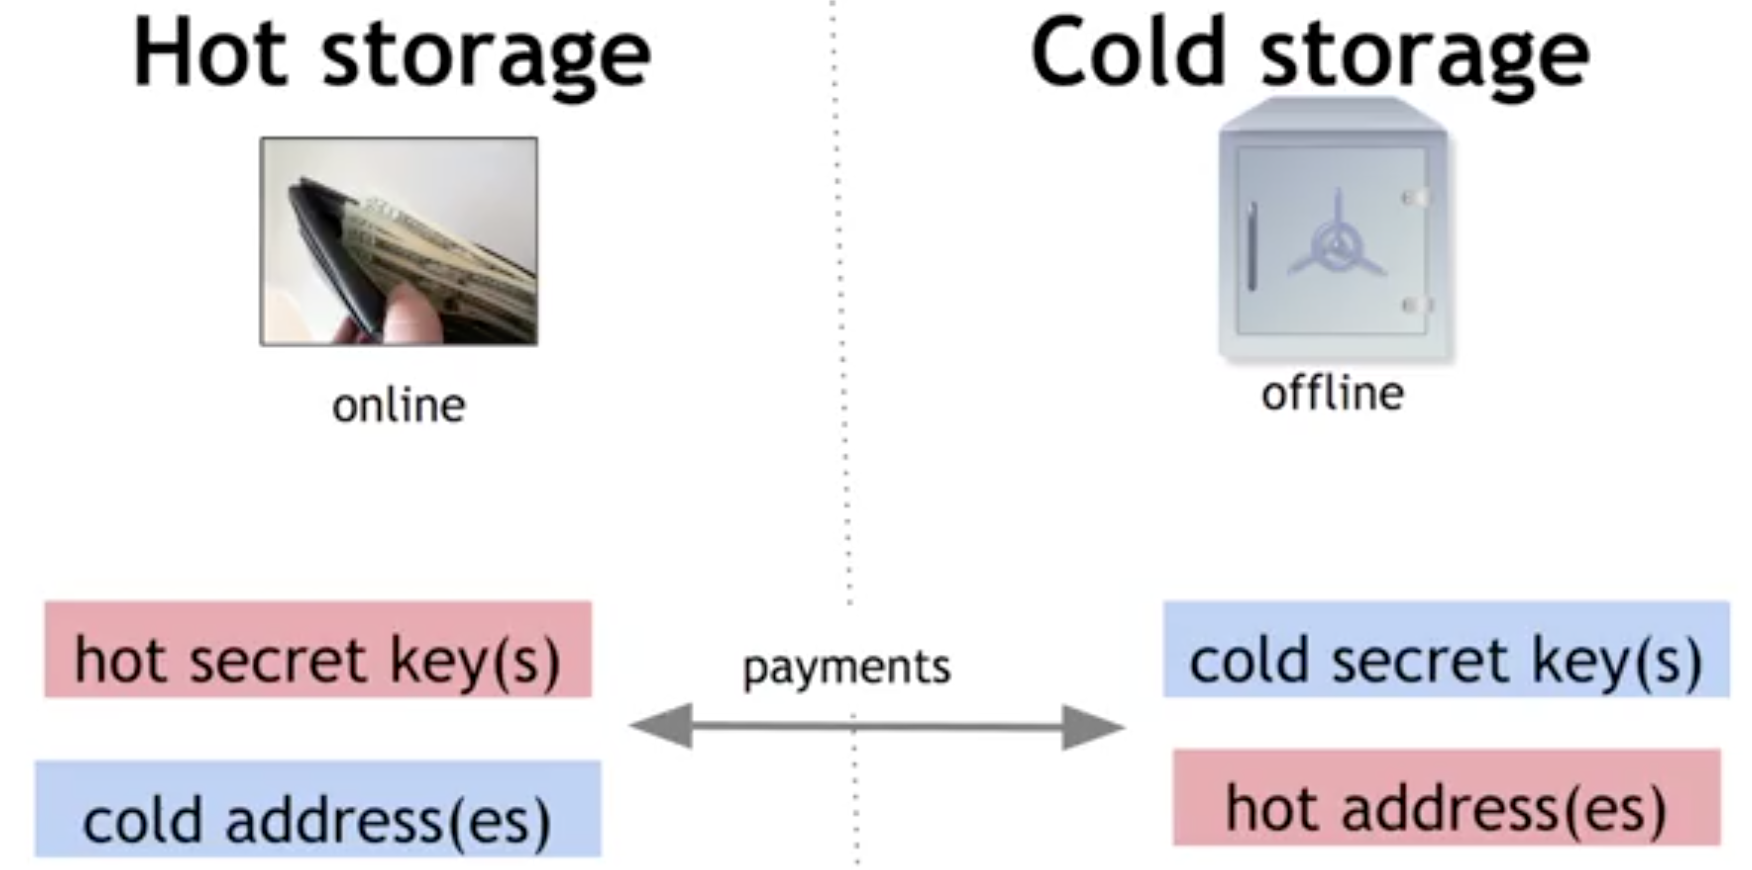 Hot storage
Cold storage
online
offline
hot secret key(s)
payments
cold secret key(s)
cold address(es)
hot address(es)